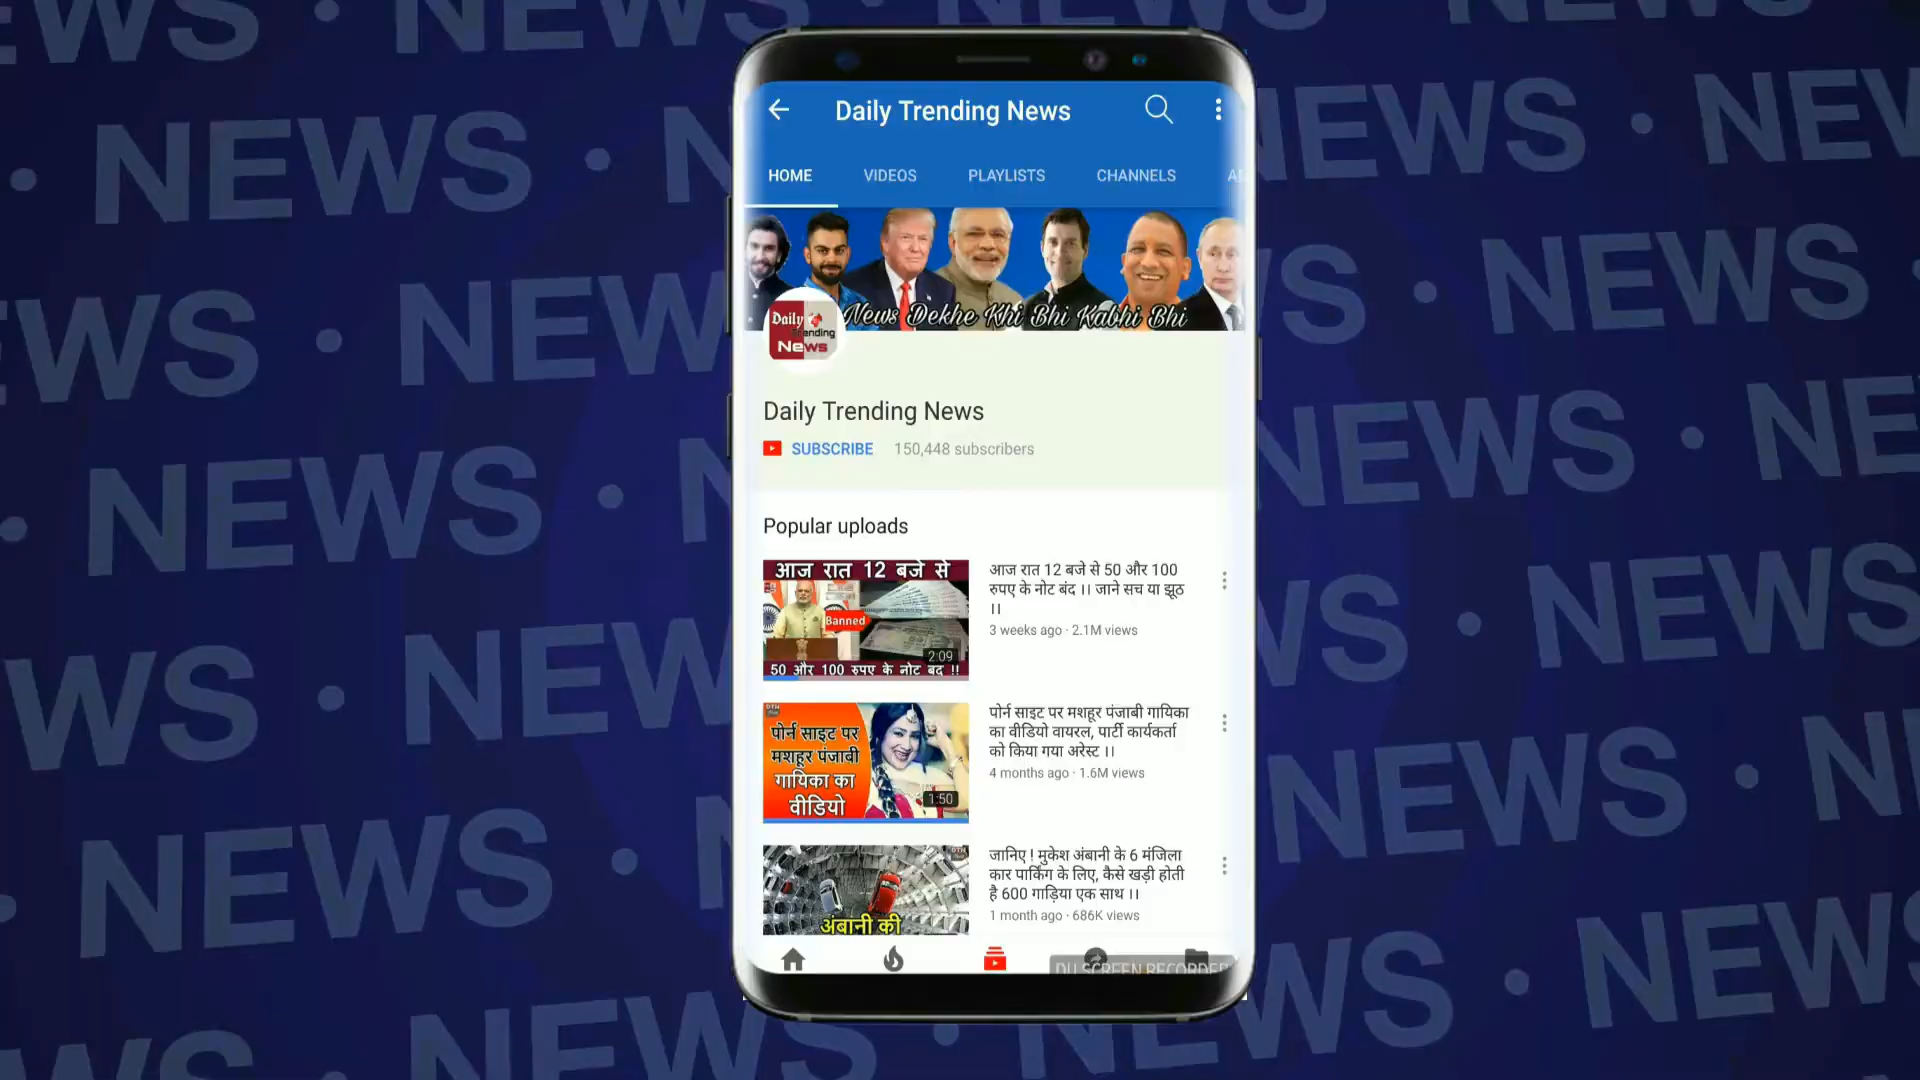 NEWS
Daily Trending News
HOME VIDEOS PLAYLISTS CHANNELS
News Dekhe Khi Bhi Kabhi Bhi
Daily
Trending
News
Daily Trending News
SUBSCRIBE 150,448 subscribers
Popular uploads
आज रात 12 बजे से
Banned
2:09
50 और 100 रुपए के नोट बंद !!
आज रात 12 बजे से 50 और 100
रुपए के नोट बंद ।। जाने सच या झूठ
।।
3 weeks ago · 2.1M views
DTN
पोर्न साइट पर
मशहूर पंजाबी
गायिका का
वीडियो
1:50
पोर्न साइट पर मशहूर पंजाबी गायिका
का वीडियो वायरल, पार्टी कार्यकर्ता
को किया गया अरेस्ट ।।
4 months ago · 1.6M views
DTN
अंबानी की
जानिए ! मुकेश अंबानी के 6 मंजिला
कार पार्किंग के लिए, कैसे खड़ी होती
है 600 गाड़िया एक साथ ।।
1 month ago · 686K views
DU SCREEN RECORDER